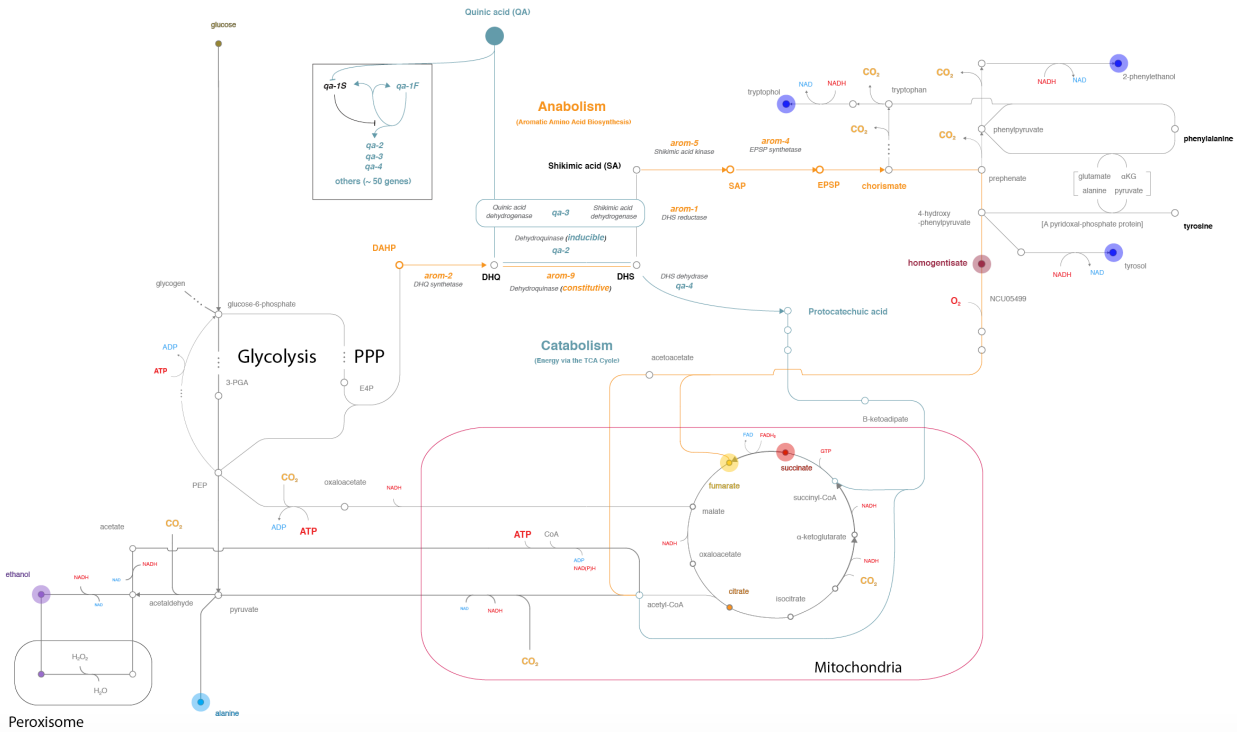 glucose
Quinic acid (QA)
qa-1S
qa-1F
qa-2
qa-3
qa-4
others (~ 50 genes)
Anabolism
(Aromatic Amino Acid Biosynthesis)
Shikimic acid (SA)
arom-5
Shikimic acid kinase
arom-4
EPSP synthetase
SAP
EPSP
chorismate
tryptophol
NAD
NADH
CO2
tryptophan
CO2
CO2
CO2
NADH
NAD
2-phenylethanol
phenylpyruvate
phenylalanine
prephenate
glutamate αKG
alanine pyruvate
4-hydroxy
-phenylpyruvate
[A pyridoxal-phosphate protein]
tyrosine
NADH
NAD
tyrosol
homogentisate
O2
NCU05499
Quinic acid
dehydrogenase
qa-3
Shikimic acid
dehydrogenase
arom-1
DHS reductase
Dehydroquinase (inducible)
qa-2
DAHP
arom-2
DHQ synthetase
DHQ
arom-9
Dehydroquinase (constitutive)
DHS
DHS dehydrase
qa-4
Protocatechuic acid
glycogen
glucose-6-phosphate
ADP
ATP
Glycolysis
PPP
3-PGA
E4P
Catabolism
(Energy via the TCA Cycle)
acetoacetate
B-ketoadipate
PEP
CO2
oxaloacetate
NADH
ADP
ATP
FAD
FADH2
succinate
GTP
fumarate
succinyl-CoA
NADH
malate
α-ketoglutarate
NADH
oxaloacetate
NADH
CO2
citrate
isocitrate
acetyl-CoA
acetate
CO2
ATP
CoA
ADP
NAD(P)H
ethanol
NADH
NAD
NAD
NADH
acetaldehyde
pyruvate
NAD
NADH
CO2
Mitochondria
H2O2
H2O
alanine
Peroxisome